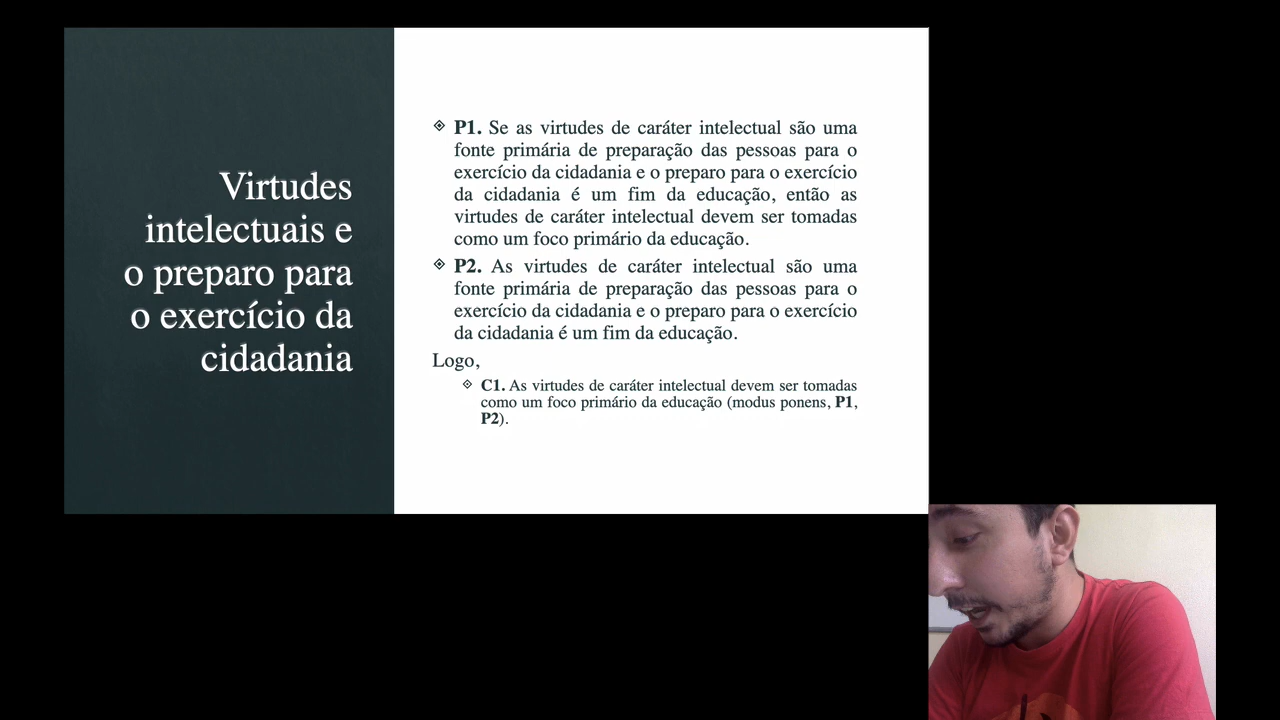 Virtudes
intelectuais e
o preparo para
o exercício da
cidadania
P1. Se as virtudes de caráter intelectual são uma
fonte primária de preparação das pessoas para o
exercício da cidadania e o preparo para o exercício
da cidadania é um fim da educação, então as
virtudes de caráter intelectual devem ser tomadas
como um foco primário da educação.
P2. As virtudes de caráter intelectual são uma
fonte primária de preparação das pessoas para o
exercício da cidadania e o preparo para o exercício
da cidadania é um fim da educação.
Logo,
C1. As virtudes de caráter intelectual devem ser tomadas
como um foco primário da educação (modus ponens, P1,
P2).